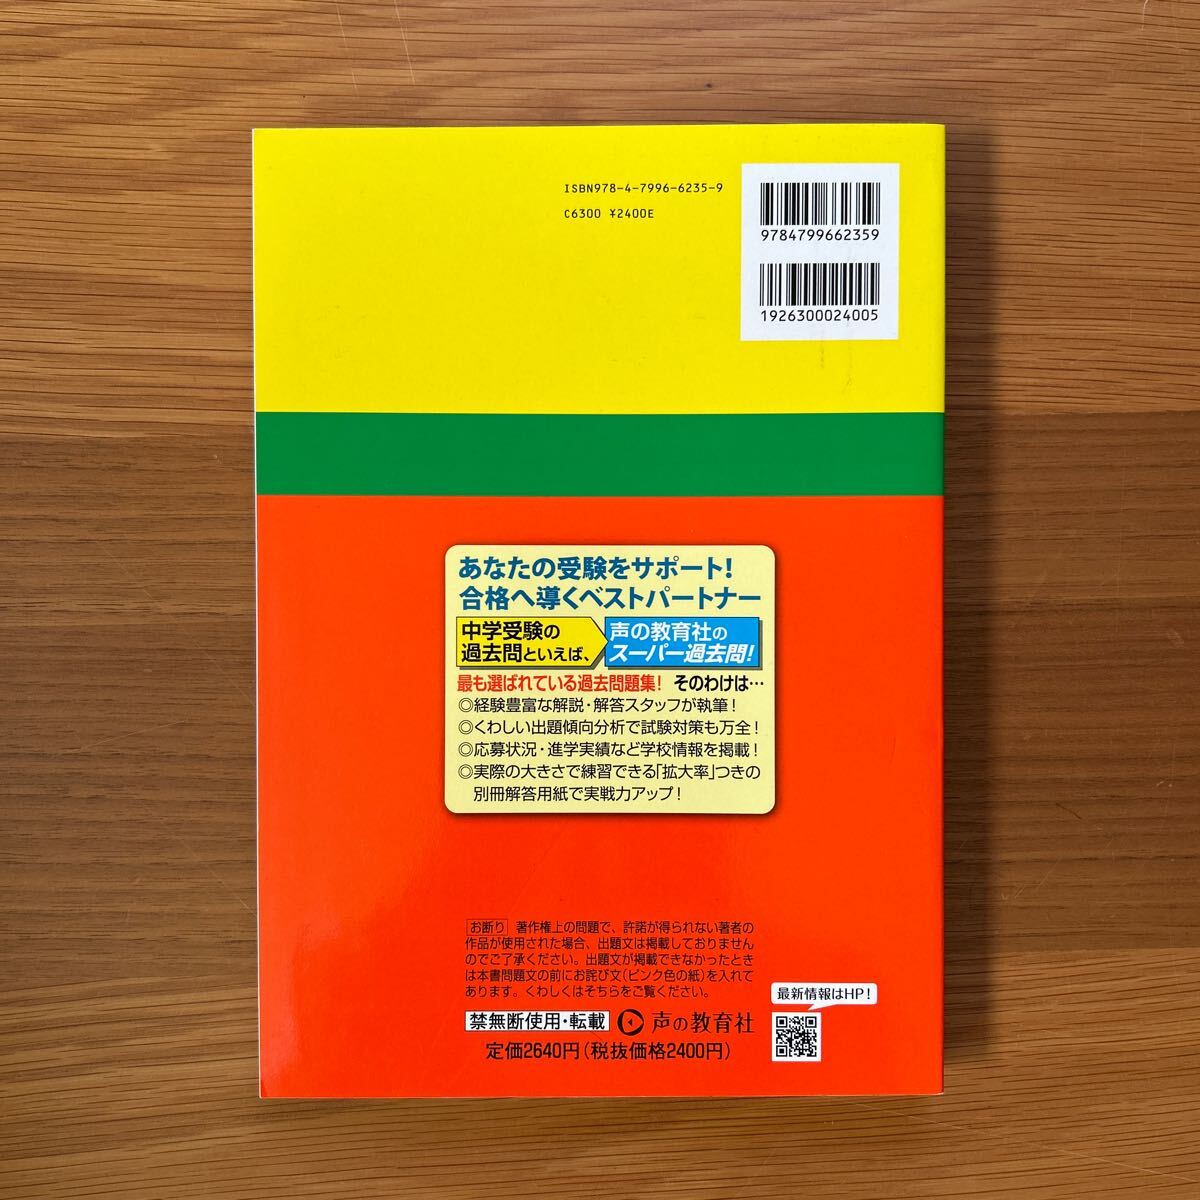 ISBN978-4-7996-6235-9
C6300 ¥2400E
9784799662359
1926300024005
あなたの受験をサポート!
合格へ導くベストパートナー
中学受験の
過去問といえば、
声の教育社の
スーパー過去問!
最も選ばれている過去問題集! そのわけは…
◎経験豊富な解説・解答スタッフが執筆!
◎くわしい出題傾向分析で試験対策も万全!
◎応募状況・進学実績など学校情報を掲載!
◎実際の大きさで練習できる「拡大率」つきの
別冊解答用紙で実戦力アップ!
お断り 著作権上の問題で、許諾が得られない著者の
作品が使用された場合、出題文は掲載しておりません
のでご了承ください。出題文が掲載できなかったとき
は本書問題文の前にお詫び文(ピンク色の紙)を入れて
あります。くわしくはそちらをご覧ください。
最新情報はHP!
禁無断使用・転載 声の教育社
定価2640円(税抜価格2400円)